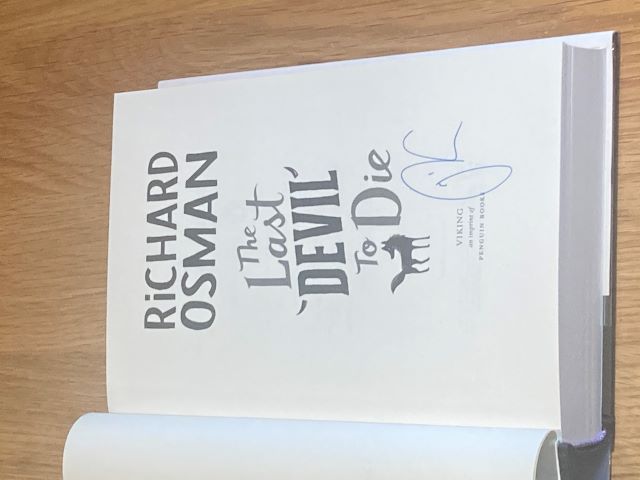 RiCHARD
OSMAN
The
Last
DEVIL
To Die
VIKING
an imprint of
PENGUIN BOOKS